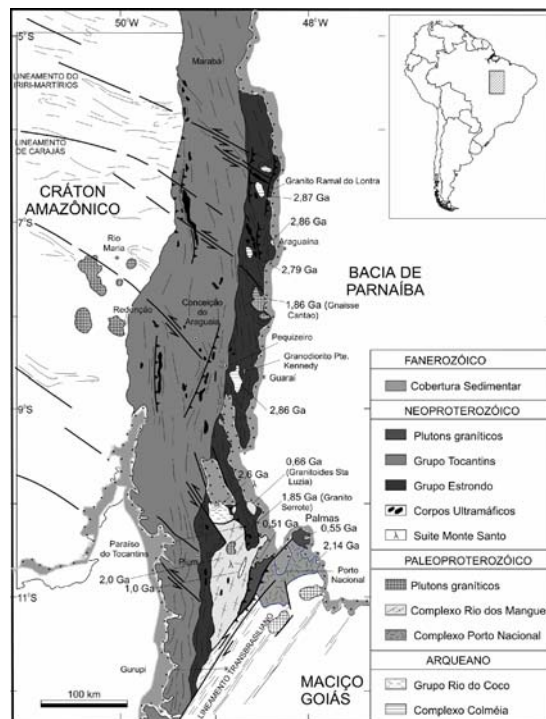 50°W
48°W
5°S
Marabá
LINEAMENTO DO
IRIRI-MARTÍRIOS
LINEAMENTO
DE CARAJÁS
Granito Ramal do Lontra
2,87 Ga
CRÁTON
AMAZÔNICO
2,86 Ga
7°S
Araguaína
Rio
Maria
2,79 Ga
BACIA DE
PARNAÍBA
Redunção
Conceição
do
Araguaia
1,86 Ga (Gnaisse
Cantao)
Pequizeiro
Granodiorito Pte.
Kennedy
Guaraí
9°S
2,86 Ga
0,66 Ga
(Granitoides Sta
Luzia)
2,6 Ga
1,85 Ga (Granito
Serrote)
0,51 Ga
Palmas
0,55 Ga
2,14 Ga
Paraíso
do Tocantins
Pium
Porto
Nacional
2,0 Ga
1,0 Ga
11°S
Gurupi
LINEAMENTO TRANSBRASILIANO
MACIÇO
GOIÁS
100 km
FANEROZÓICO
Cobertura Sedimentar
NEOPROTEROZÓICO
Plutons graníticos
Grupo Tocantins
Grupo Estrondo
Corpos Ultramáficos
λ Suite Monte Santo
PALEOPROTEROZÓICO
Plutons graníticos
Complexo Rio dos Mangue
Complexo Porto Nacional
ARQUEANO
Grupo Rio do Coco
Complexo Colméia